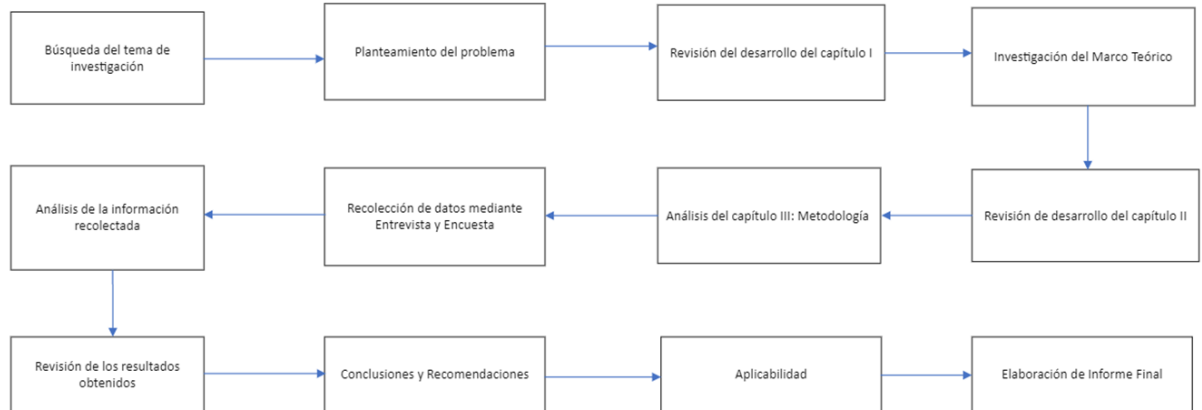 Búsqueda del tema de
investigación
Planteamiento del problema
Revisión del desarrollo del capítulo I
Investigación del Marco Teórico
Revisión de desarrollo del capítulo II
Análisis del capítulo III: Metodología
Recolección de datos mediante
Entrevista y Encuesta
Análisis de la información
recolectada
Revisión de los resultados
obtenidos
Conclusiones y Recomendaciones
Aplicabilidad
Elaboración de Informe Final